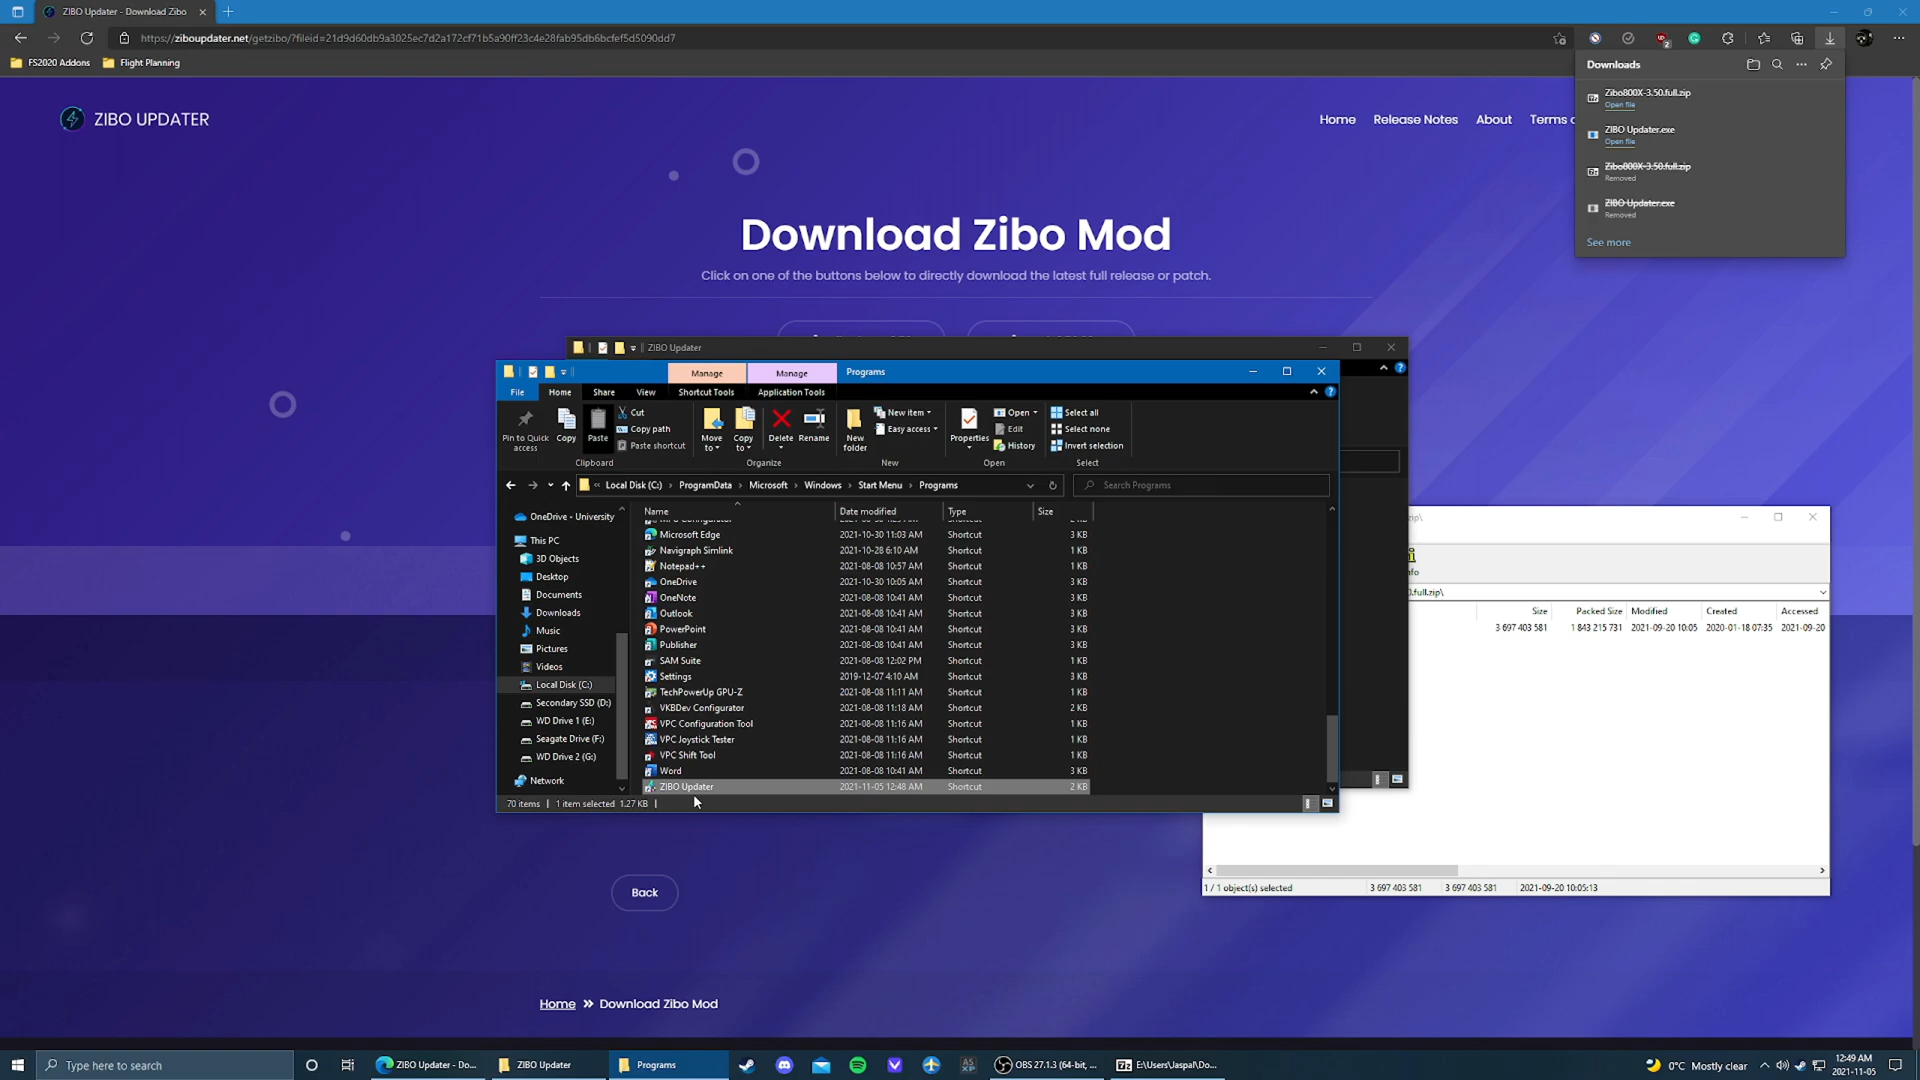 ZIBO Updater - Download Zibo
https://ziboupdater.net/getzibo/?fileid=21d9d60db9a3025ec7d2a172cf71b5a90ff23c4e28fab95db6bcfef5d5090dd7
FS2020 Addons Flight Planning
Downloads
Zibo800X-3.50.full.zip
Open file
ZIBO Updater.exe
Open file
Zibo800X-3.50.full.zip
Removed
ZIBO Updater.exe
Removed
See more
ZIBO UPDATER
Home Release Notes About Terms
Download Zibo Mod
Click on one of the buttons below to directly download the latest full release or patch.
ZIBO Updater
Manage Manage Programs
File Home Share View Shortcut Tools Application Tools
Pin to Quick access
Copy
Paste
Cut
Copy path
Paste shortcut
Clipboard
Move to
Copy to
Delete
Rename
Organize
New folder
New item
Easy access
New
Properties
Open
Edit
History
Open
Select all
Select none
Invert selection
Select
« Local Disk (C:) › ProgramData › Microsoft › Windows › Start Menu › Programs
Search Programs
OneDrive - University
This PC
3D Objects
Desktop
Documents
Downloads
Music
Pictures
Videos
Local Disk (C:)
Secondary SSD (D:)
WD Drive 1 (E:)
Seagate Drive (F:)
WD Drive 2 (G:)
Network
Name Date modified Type Size
Microsoft Edge 2021-10-30 11:03 AM Shortcut 3 KB
Navigraph Simlink 2021-10-28 6:10 AM Shortcut 1 KB
Notepad++ 2021-08-08 10:57 AM Shortcut 1 KB
OneDrive 2021-10-30 10:05 AM Shortcut 3 KB
OneNote 2021-08-08 10:41 AM Shortcut 3 KB
Outlook 2021-08-08 10:41 AM Shortcut 3 KB
PowerPoint 2021-08-08 10:41 AM Shortcut 3 KB
Publisher 2021-08-08 10:41 AM Shortcut 3 KB
SAM Suite 2021-08-08 12:02 PM Shortcut 1 KB
Settings 2019-12-07 4:10 AM Shortcut 3 KB
TechPowerUp GPU-Z 2021-08-08 11:11 AM Shortcut 1 KB
VKBDev Configurator 2021-08-08 11:18 AM Shortcut 2 KB
VPC Configuration Tool 2021-08-08 11:16 AM Shortcut 1 KB
VPC Joystick Tester 2021-08-08 11:16 AM Shortcut 1 KB
VPC Shift Tool 2021-08-08 11:16 AM Shortcut 1 KB
Word 2021-08-08 10:41 AM Shortcut 3 KB
ZIBO Updater 2021-11-05 12:48 AM Shortcut 2 KB
70 items 1 item selected 1.27 KB
zip\
.full.zip\
Size Packed Size Modified Created Accessed
3 697 403 581 1 843 215 731 2021-09-20 10:05 2020-01-18 07:35 2021-09-20
1 / 1 object(s) selected 3 697 403 581 3 697 403 581 2021-09-20 10:05:13
Back
Home » Download Zibo Mod
Type here to search
ZIBO Updater - Do...
ZIBO Updater
Programs
OBS 27.1.3 (64-bit, ...
E:\Users\Jaspal\Do...
0°C Mostly clear
12:49 AM
2021-11-05